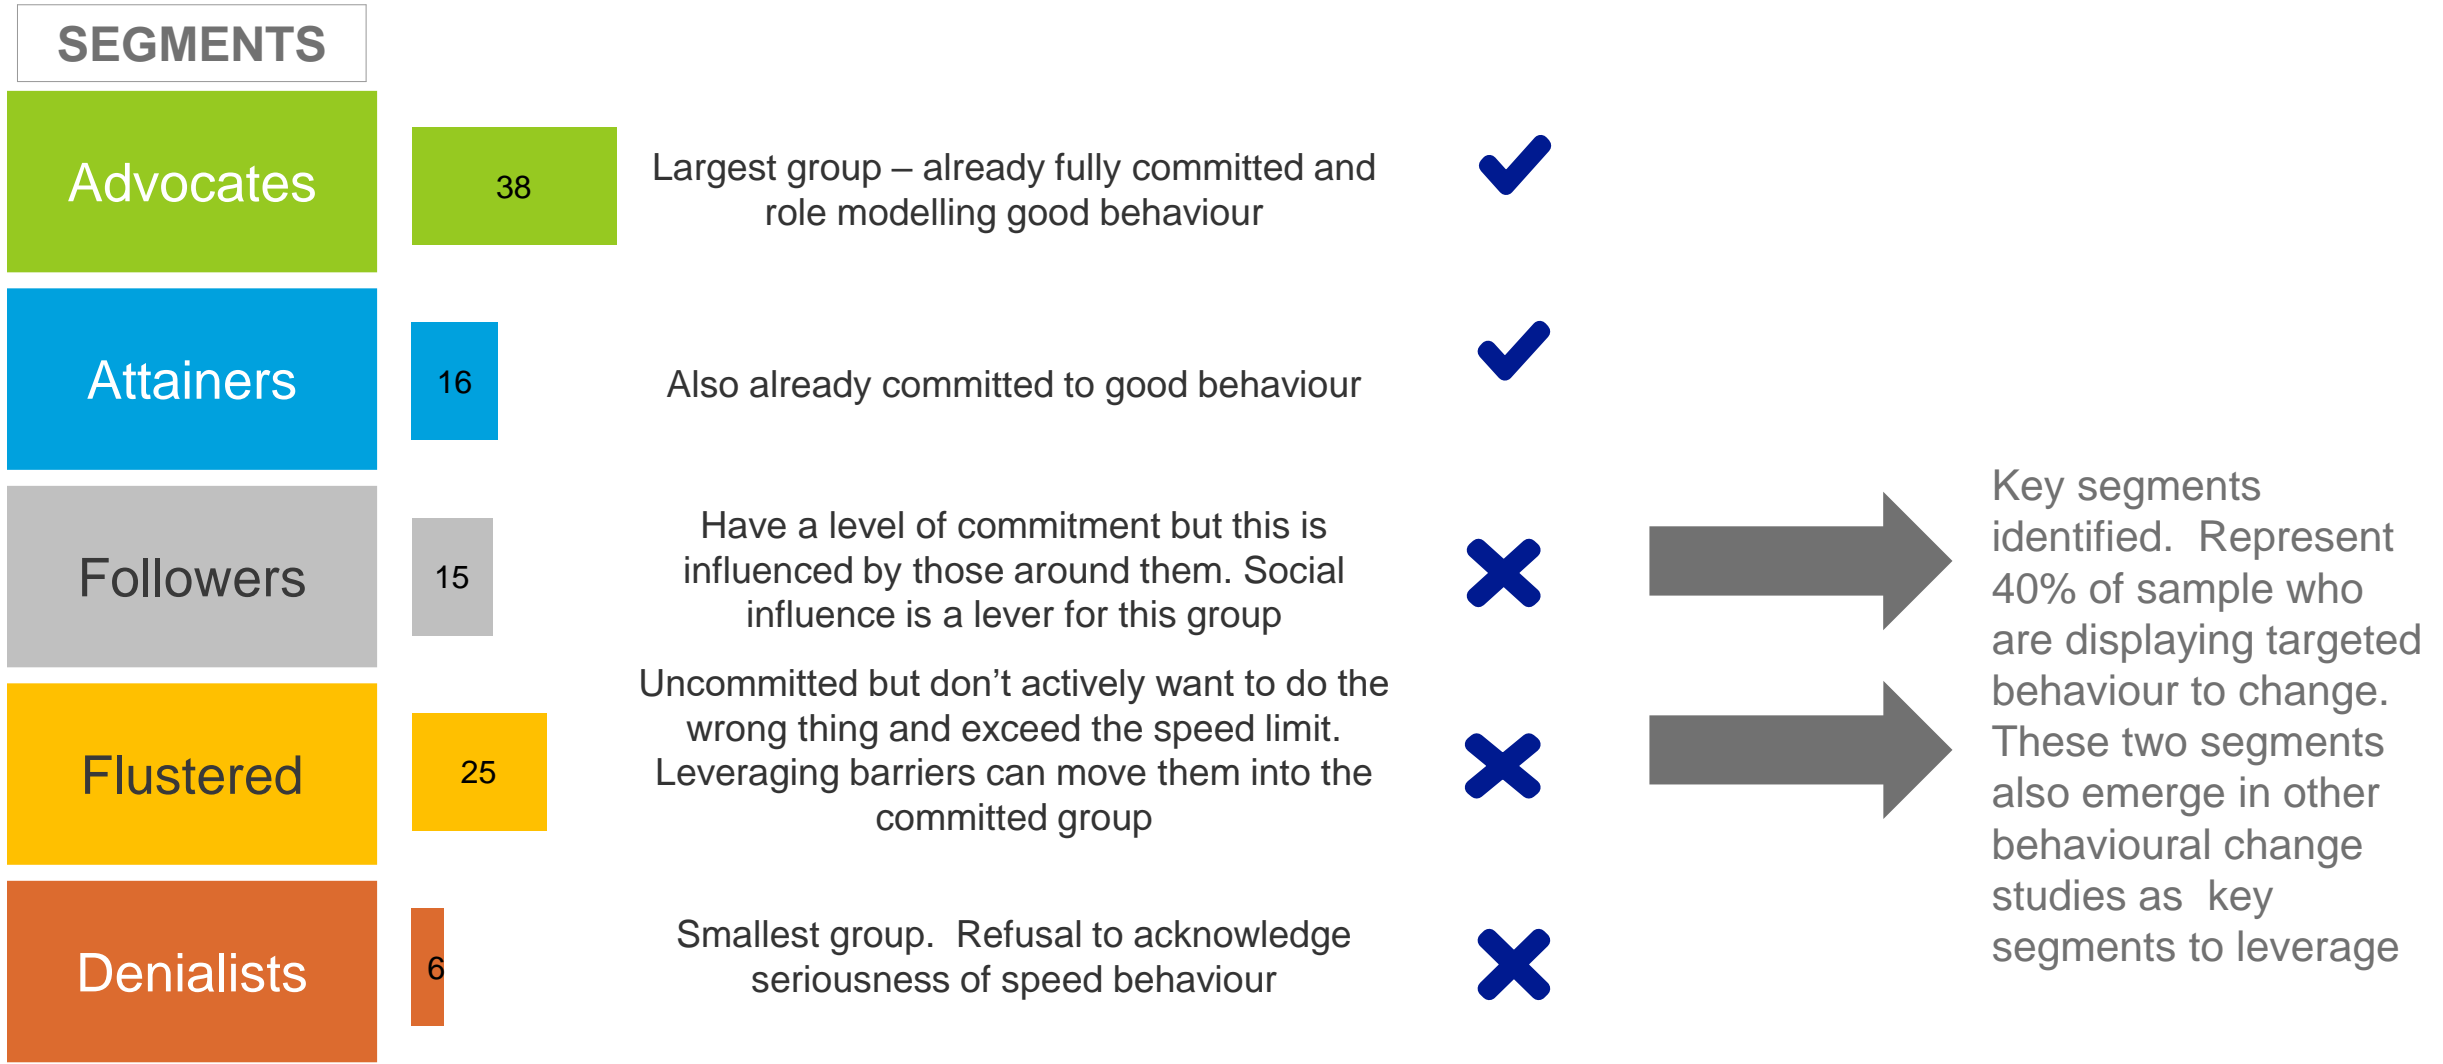 SEGMENTS
Advocates
38
Largest group – already fully committed and
role modelling good behaviour
Attainers
16
Also already committed to good behaviour
Followers
15
Have a level of commitment but this is
influenced by those around them. Social
influence is a lever for this group
Flustered
25
Uncommitted but don’t actively want to do the
wrong thing and exceed the speed limit.
Leveraging barriers can move them into the
committed group
Denialists
6
Smallest group.  Refusal to acknowledge
seriousness of speed behaviour
Key segments
identified.  Represent
40% of sample who
are displaying targeted
behaviour to change.
These two segments
also emerge in other
behavioural change
studies as  key
segments to leverage